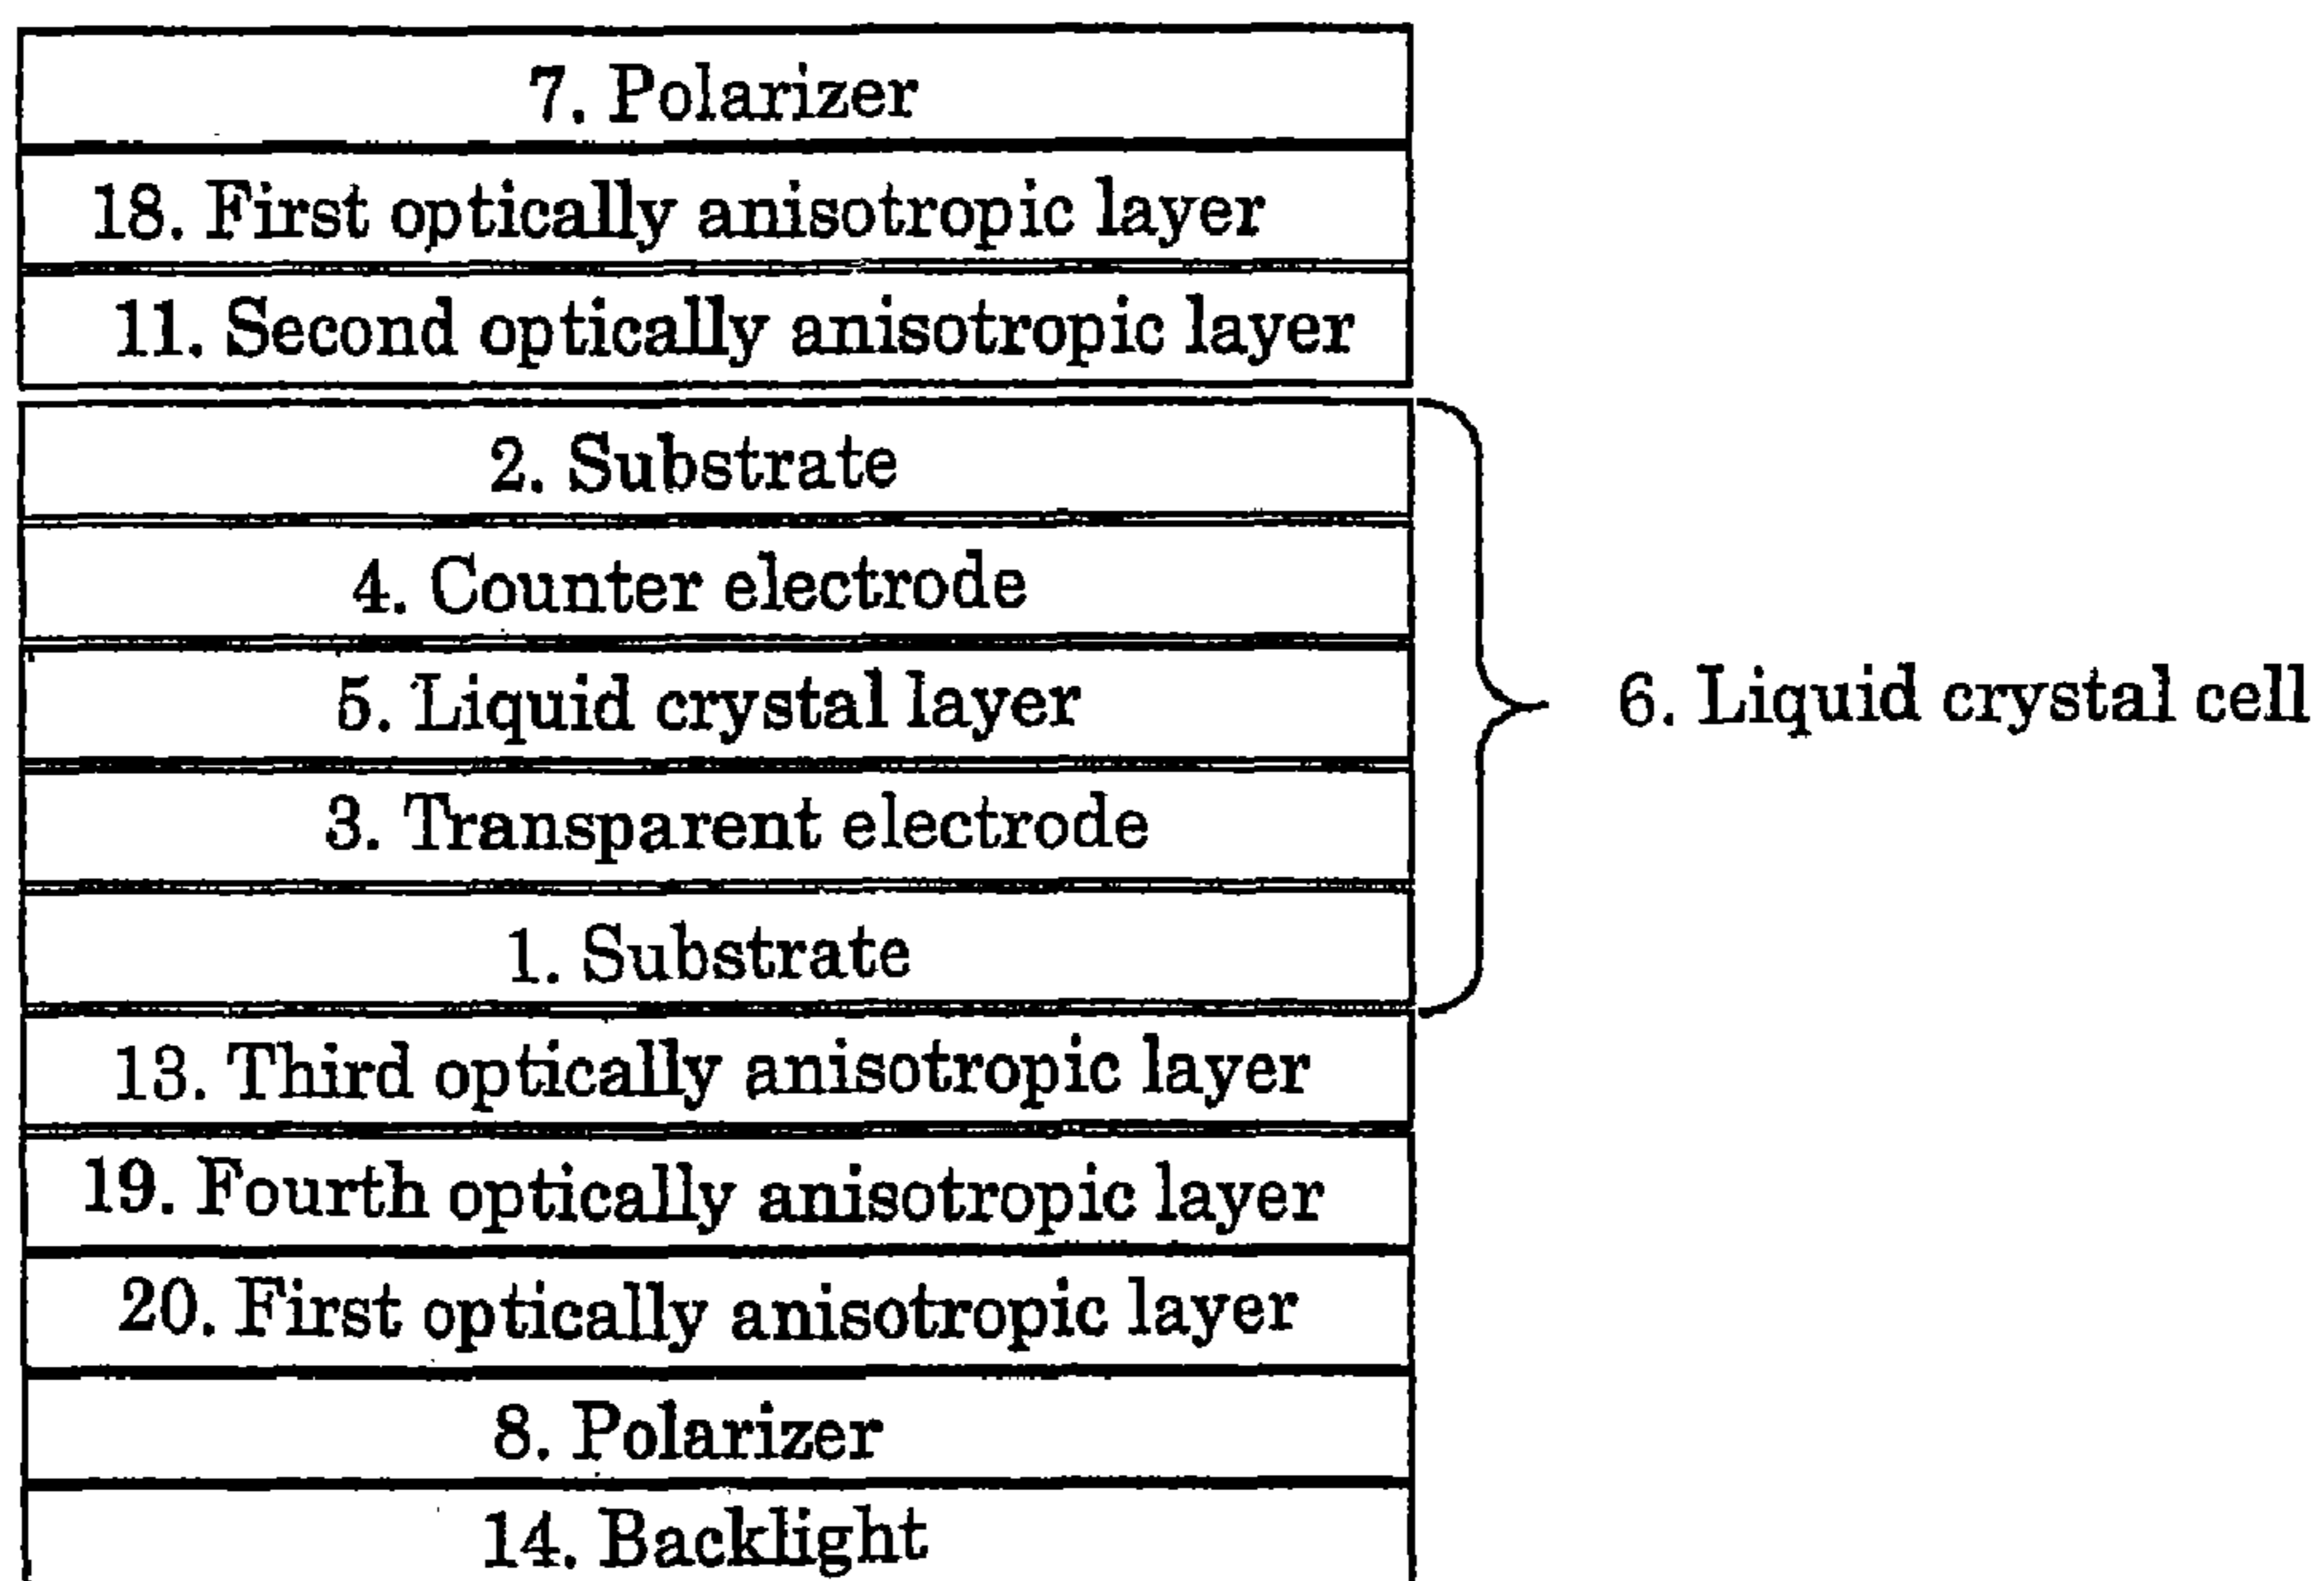 7. Polarizer
18. First optically anisotropic layer
11. Second optically anisotropic layer
2. Substrate
4. Counter electrode
5. Liquid crystal layer
6. Liquid crystal cell
3. Transparent electrode
1. Substrate
13. Third optically anisotropic layer
19. Fourth optically anisotropic layer
20. First optically anisotropic layer
8. Polarizer
14. Backlight